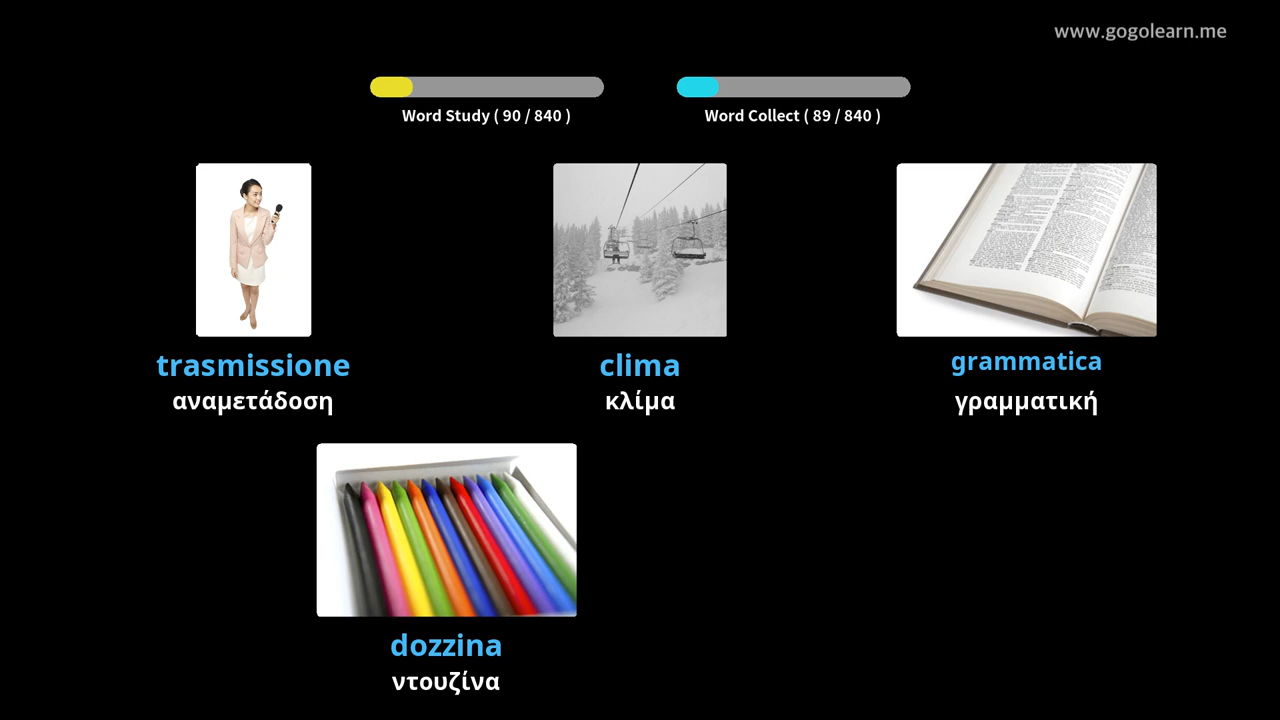 www.gogolearn.me
Word Study ( 90 / 840 )
Word Collect ( 89 / 840 )
trasmissione
αναμετάδοση
clima
κλίμα
grammatica
γραμματική
dozzina
ντουζίνα